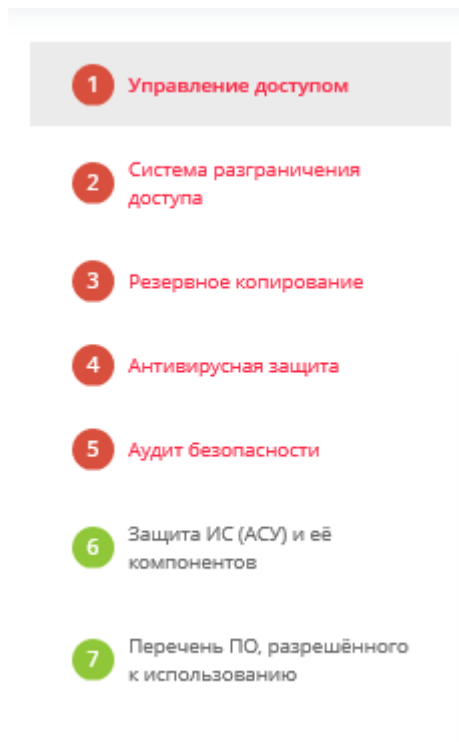 1 Управление доступом
2 Система разграничения
доступа
3 Резервное копирование
4 Антивирусная защита
5 Аудит безопасности
6 Защита ИС (АСУ) и её
компонентов
7 Перечень ПО, разрешённого
к использованию